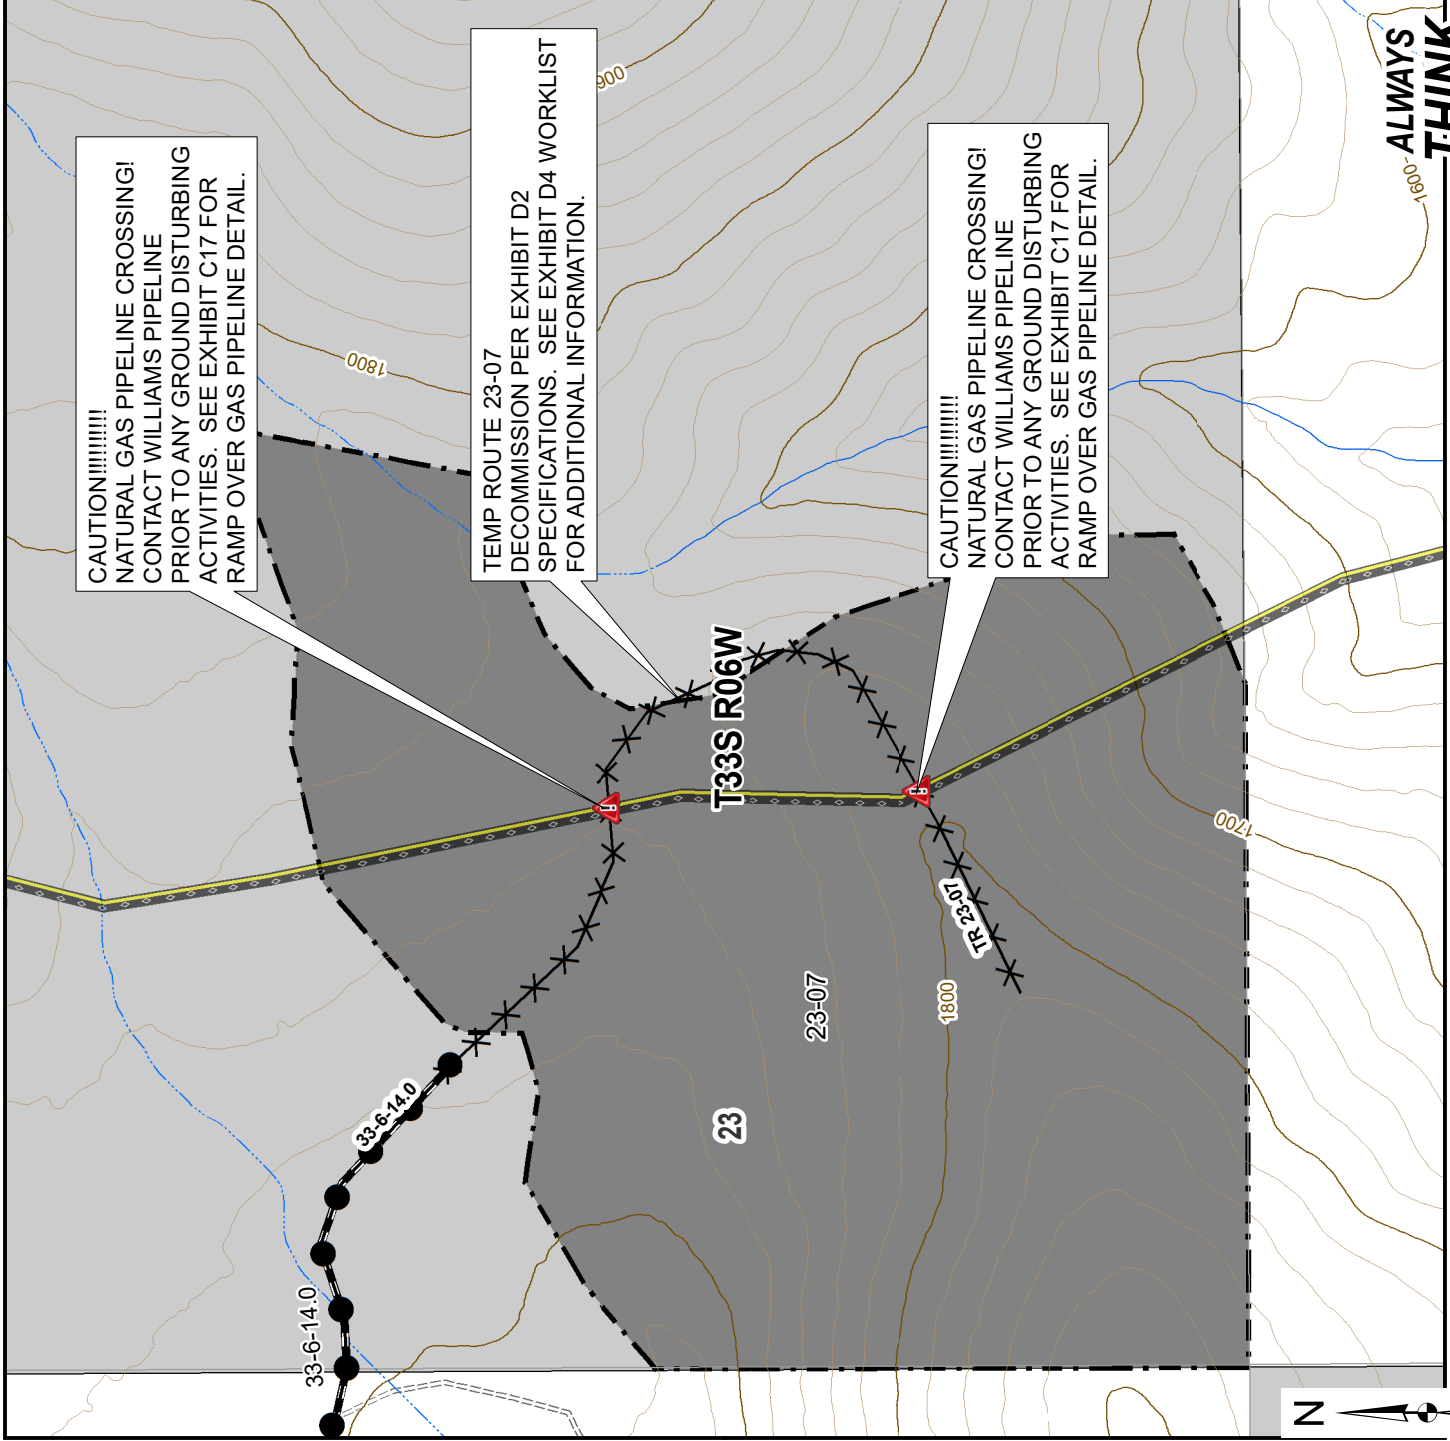 CAUTION!!!!!!!!!!!
NATURAL GAS PIPELINE CROSSING!
CONTACT WILLIAMS PIPELINE
PRIOR TO ANY GROUND DISTURBING
ACTIVITIES. SEE EXHIBIT C17 FOR
RAMP OVER GAS PIPELINE DETAIL.
TEMP ROUTE 23-07
DECOMMISSION PER EXHIBIT D2
SPECIFICATIONS. SEE EXHIBIT D4 WORKLIST
FOR ADDITIONAL INFORMATION.
CAUTION!!!!!!!!!!!
NATURAL GAS PIPELINE CROSSING!
CONTACT WILLIAMS PIPELINE
PRIOR TO ANY GROUND DISTURBING
ACTIVITIES. SEE EXHIBIT C17 FOR
RAMP OVER GAS PIPELINE DETAIL.
33-6-14.0
33-6-14.0
1800
900
T33S R06W
23
23-07
TR 23-07
1800
1700
1600
!
!
N
ALWAYS
THINK